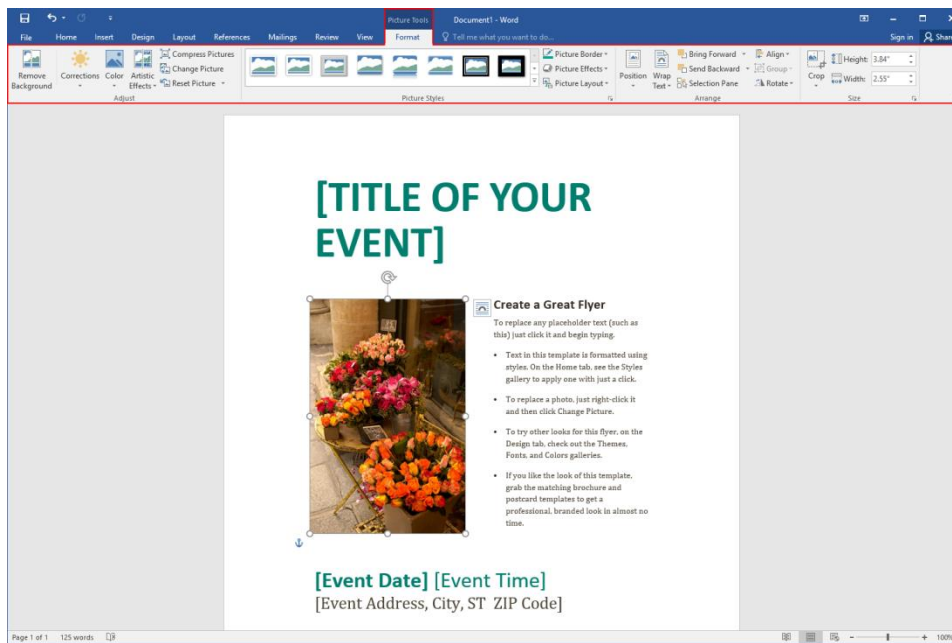 Picture Tools
Document1 - Word
File Home Insert Design Layout References Mailings Review View Format Tell me what you want to do... Sign in Share
Remove Background
Corrections
Color
Artistic Effects
Compress Pictures
Change Picture
Reset Picture
Adjust
Picture Styles
Picture Border
Picture Effects
Picture Layout
Position
Wrap Text
Bring Forward
Send Backward
Selection Pane
Align
Group
Rotate
Arrange
Crop
Height: 3.84"
Width: 2.55"
Size
[TITLE OF YOUR
EVENT]
Create a Great Flyer
To replace any placeholder text (such as
this) just click it and begin typing.
• Text in this template is formatted using
styles. On the Home tab, see the Styles
gallery to apply one with just a click.
• To replace a photo, just right-click it
and then click Change Picture.
• To try other looks for this flyer, on the
Design tab, check out the Themes,
Fonts, and Colors galleries.
• If you like the look of this template,
grab the matching brochure and
postcard templates to get a
professional, branded look in almost no
time.
[Event Date] [Event Time]
[Event Address, City, ST ZIP Code]
Page 1 of 1 125 words 100%